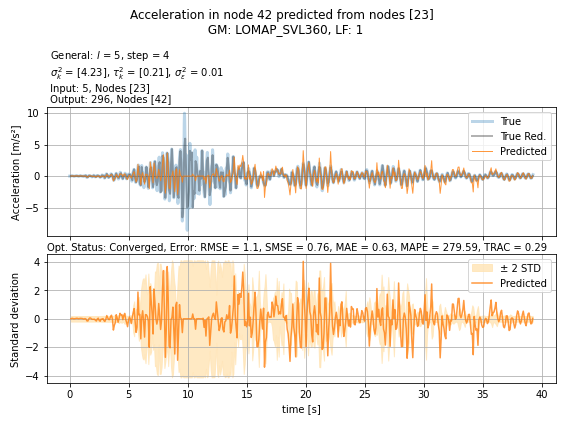 Acceleration in node 42 predicted from nodes [23]
GM: LOMAP_SVL360, LF: 1
General: l = 5, step = 4
σ²ₖ = [4.23], τ²ₖ = [0.21], σ²ε = 0.01
Input: 5, Nodes [23]
Output: 296, Nodes [42]
Acceleration [m/s²]
10
5
0
−5
True
True Red.
Predicted
Opt. Status: Converged, Error: RMSE = 1.1, SMSE = 0.76, MAE = 0.63, MAPE = 279.59, TRAC = 0.29
Standard deviation
4
2
0
−2
−4
± 2 STD
Predicted
0 5 10 15 20 25 30 35 40
time [s]